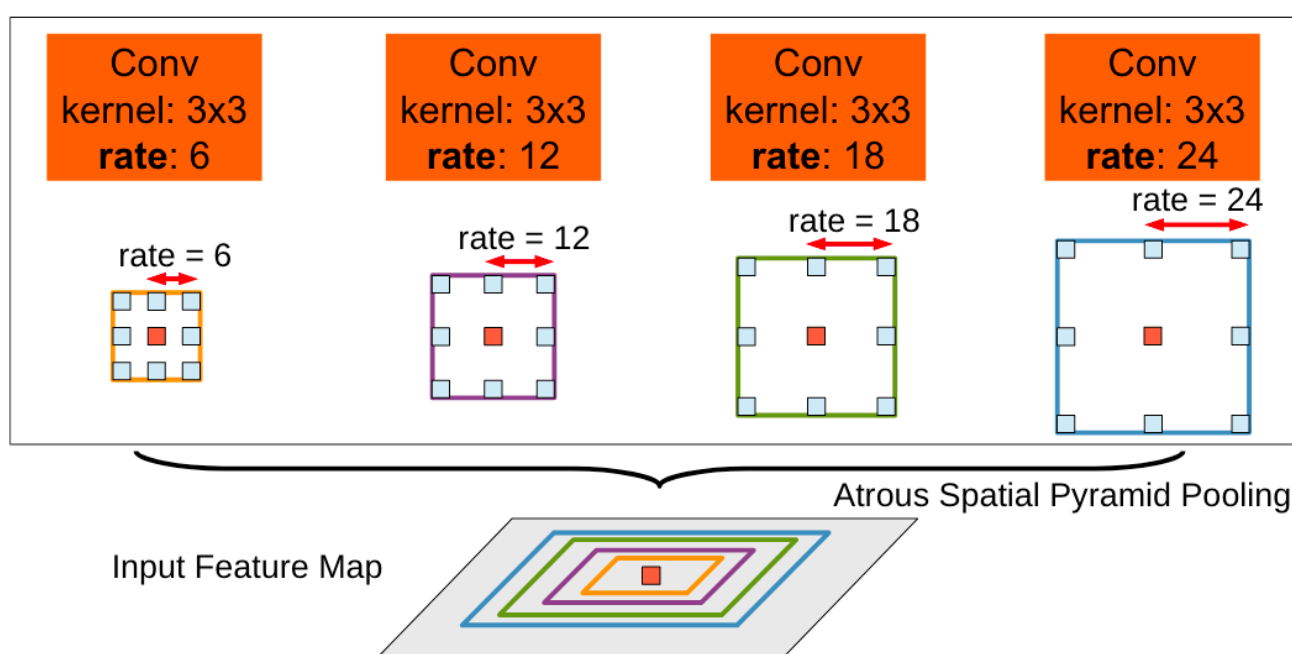 Conv
kernel: 3x3
rate: 6
Conv
kernel: 3x3
rate: 12
Conv
kernel: 3x3
rate: 18
Conv
kernel: 3x3
rate: 24
rate = 6
rate = 12
rate = 18
rate = 24
Atrous Spatial Pyramid Pooling
Input Feature Map